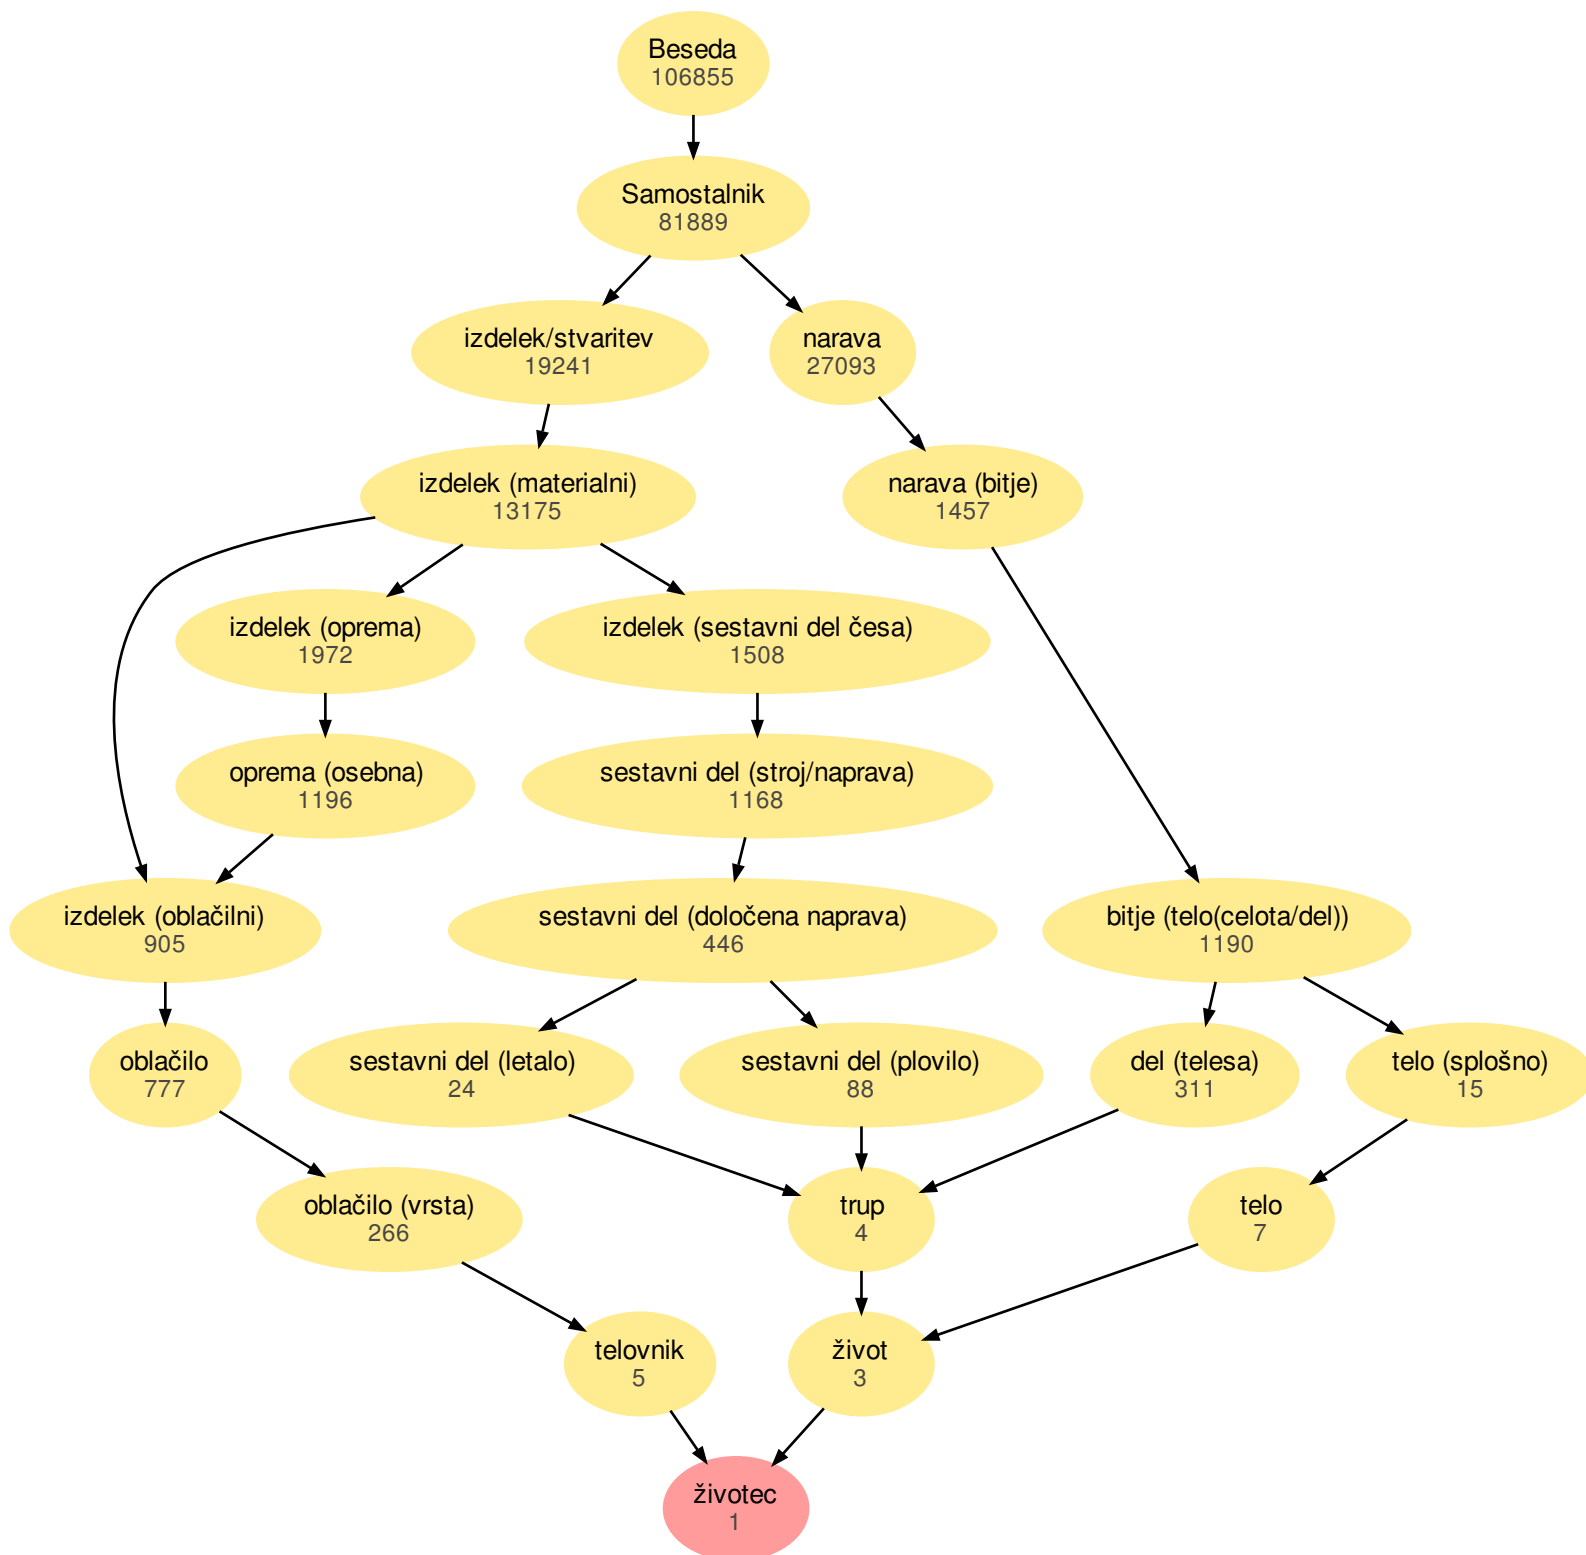 Beseda
106855
Samostalnik
81889
izdelek/stvaritev
19241
narava
27093
izdelek (materialni)
13175
narava (bitje)
1457
izdelek (oprema)
1972
izdelek (sestavni del česa)
1508
oprema (osebna)
1196
sestavni del (stroj/naprava)
1168
izdelek (oblačilni)
905
sestavni del (določena naprava)
446
bitje (telo(celota/del))
1190
oblačilo
777
sestavni del (letalo)
24
sestavni del (plovilo)
88
del (telesa)
311
telo (splošno)
15
oblačilo (vrsta)
266
trup
4
telo
7
telovnik
5
život
3
životec
1